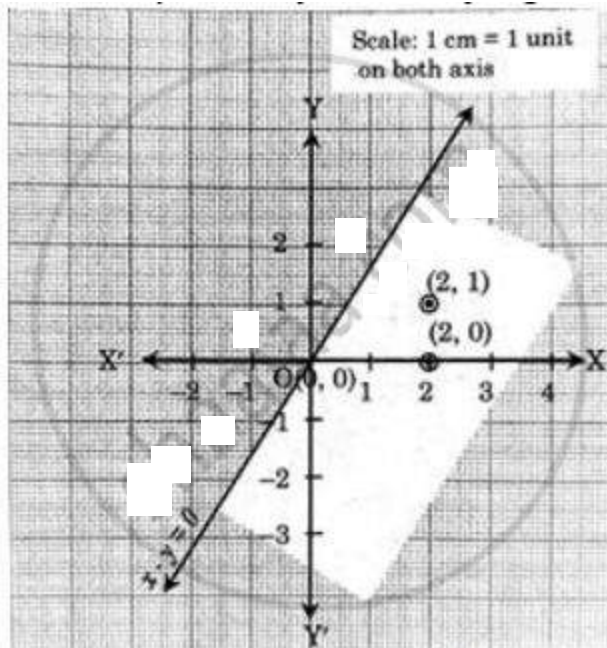 Scale: 1 cm = 1 unit
on both axis
Y
2
1
(2, 1)
(2, 0)
X′
X
-2
-1
O(0, 0)
1
2
3
4
-1
-2
-3
x - y = 0
Y′